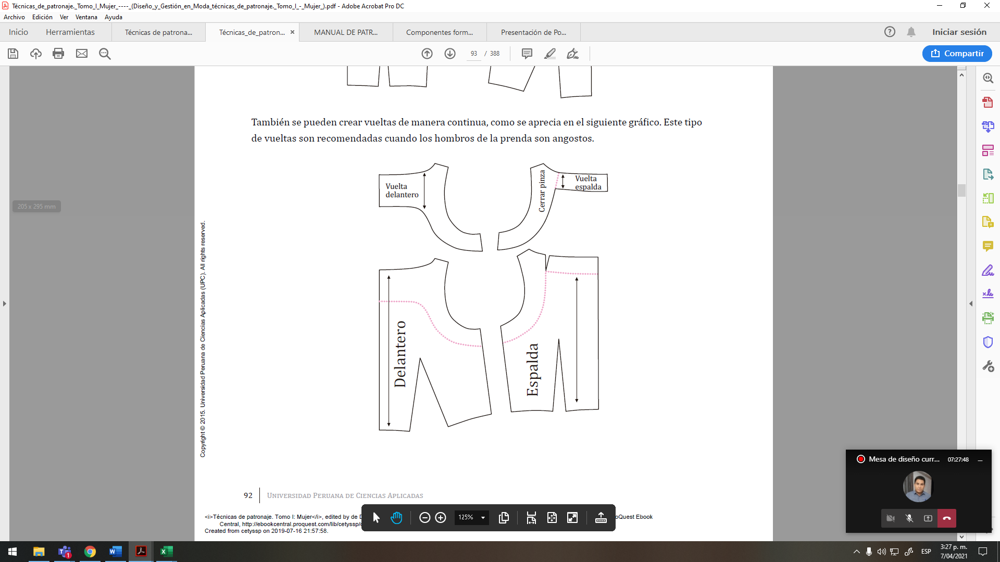 Técnicas_de_patronaje._Tomo_I_Mujer_----_(Diseño_y_Gestión_en_Moda_técnicas_de_patronaje._Tomo_I_-_Mujer_).pdf - Adobe Acrobat Pro DC
Archivo Edición Ver Ventana Ayuda
Inicio Herramientas Técnicas de patrona... Técnicas_de_patron... × MANUAL DE PATR... Componentes form... Presentación de Po... Iniciar sesión
93 / 388 Compartir
También se pueden crear vueltas de manera continua, como se aprecia en el siguiente gráfico. Este tipo
de vueltas son recomendadas cuando los hombros de la prenda son angostos.
Vuelta
delantero
Cerrar pinza
Vuelta
espalda
205 x 295 mm
Copyright © 2015. Universidad Peruana de Ciencias Aplicadas (UPC). All rights reserved.
Delantero
Espalda
Mesa de diseño curr... 07:27:48
92 Universidad Peruana de Ciencias Aplicadas
<i>Técnicas de patronaje. Tomo I: Mujer</i>, edited by de D oQuest Ebook
Central, http://ebookcentral.proquest.com/lib/cetyssp/
Created from cetyssp on 2019-07-16 21:57:58.
125%
1
ESP
3:27 p. m.
7/04/2021